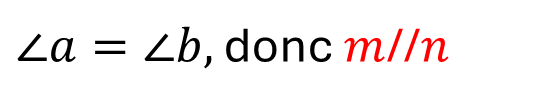 ∠a = ∠b, donc m//n